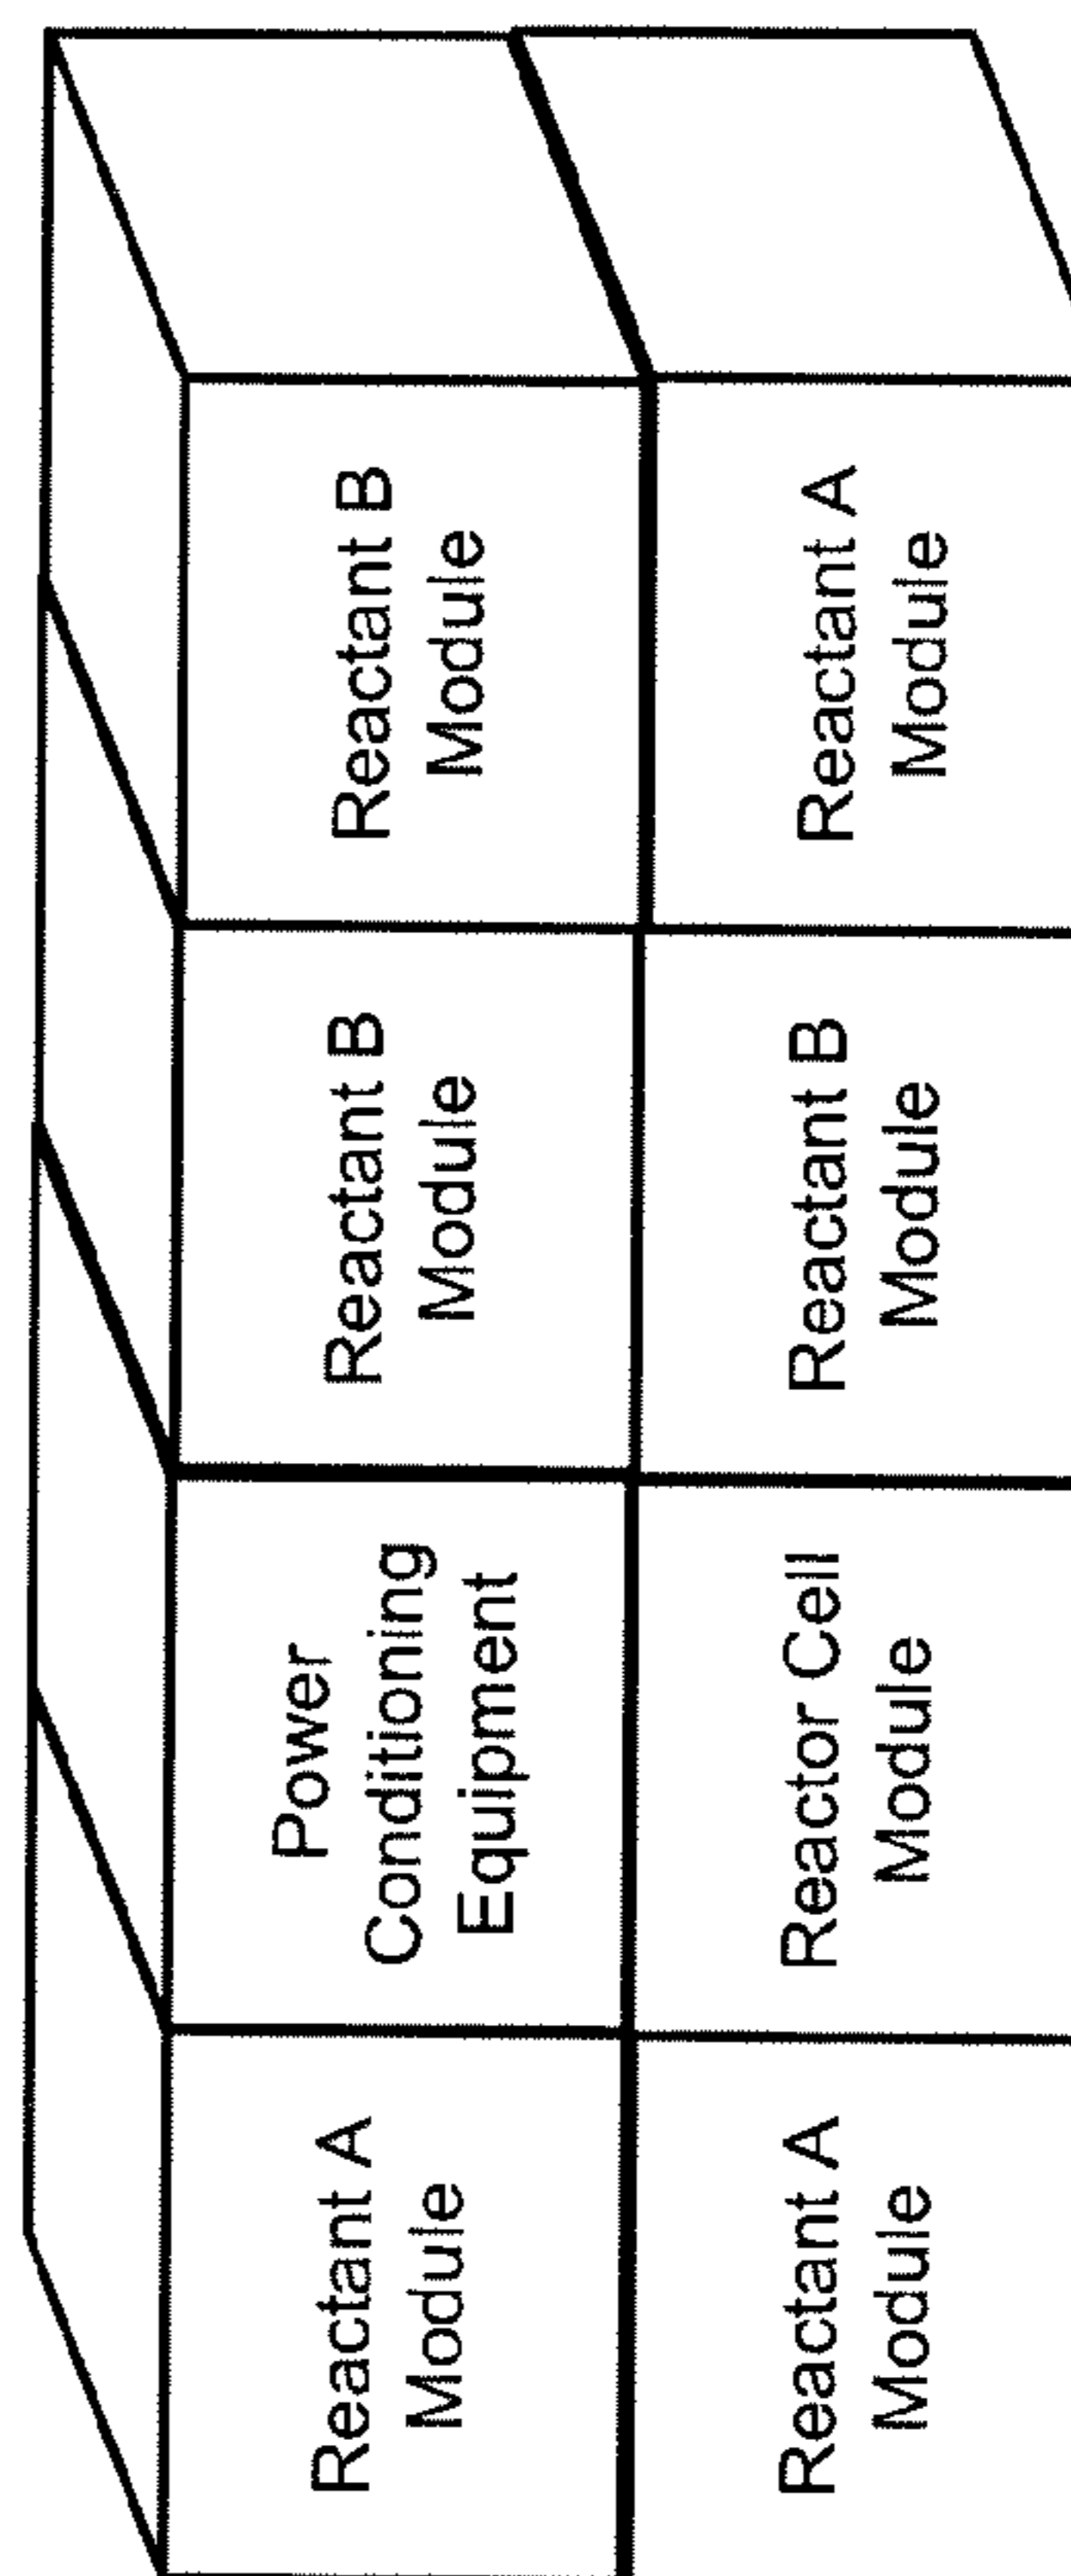 Reactant A
Module
Power
Conditioning
Equipment
Reactant B
Module
Reactant B
Module
Reactant A
Module
Reactor Cell
Module
Reactant B
Module
Reactant A
Module